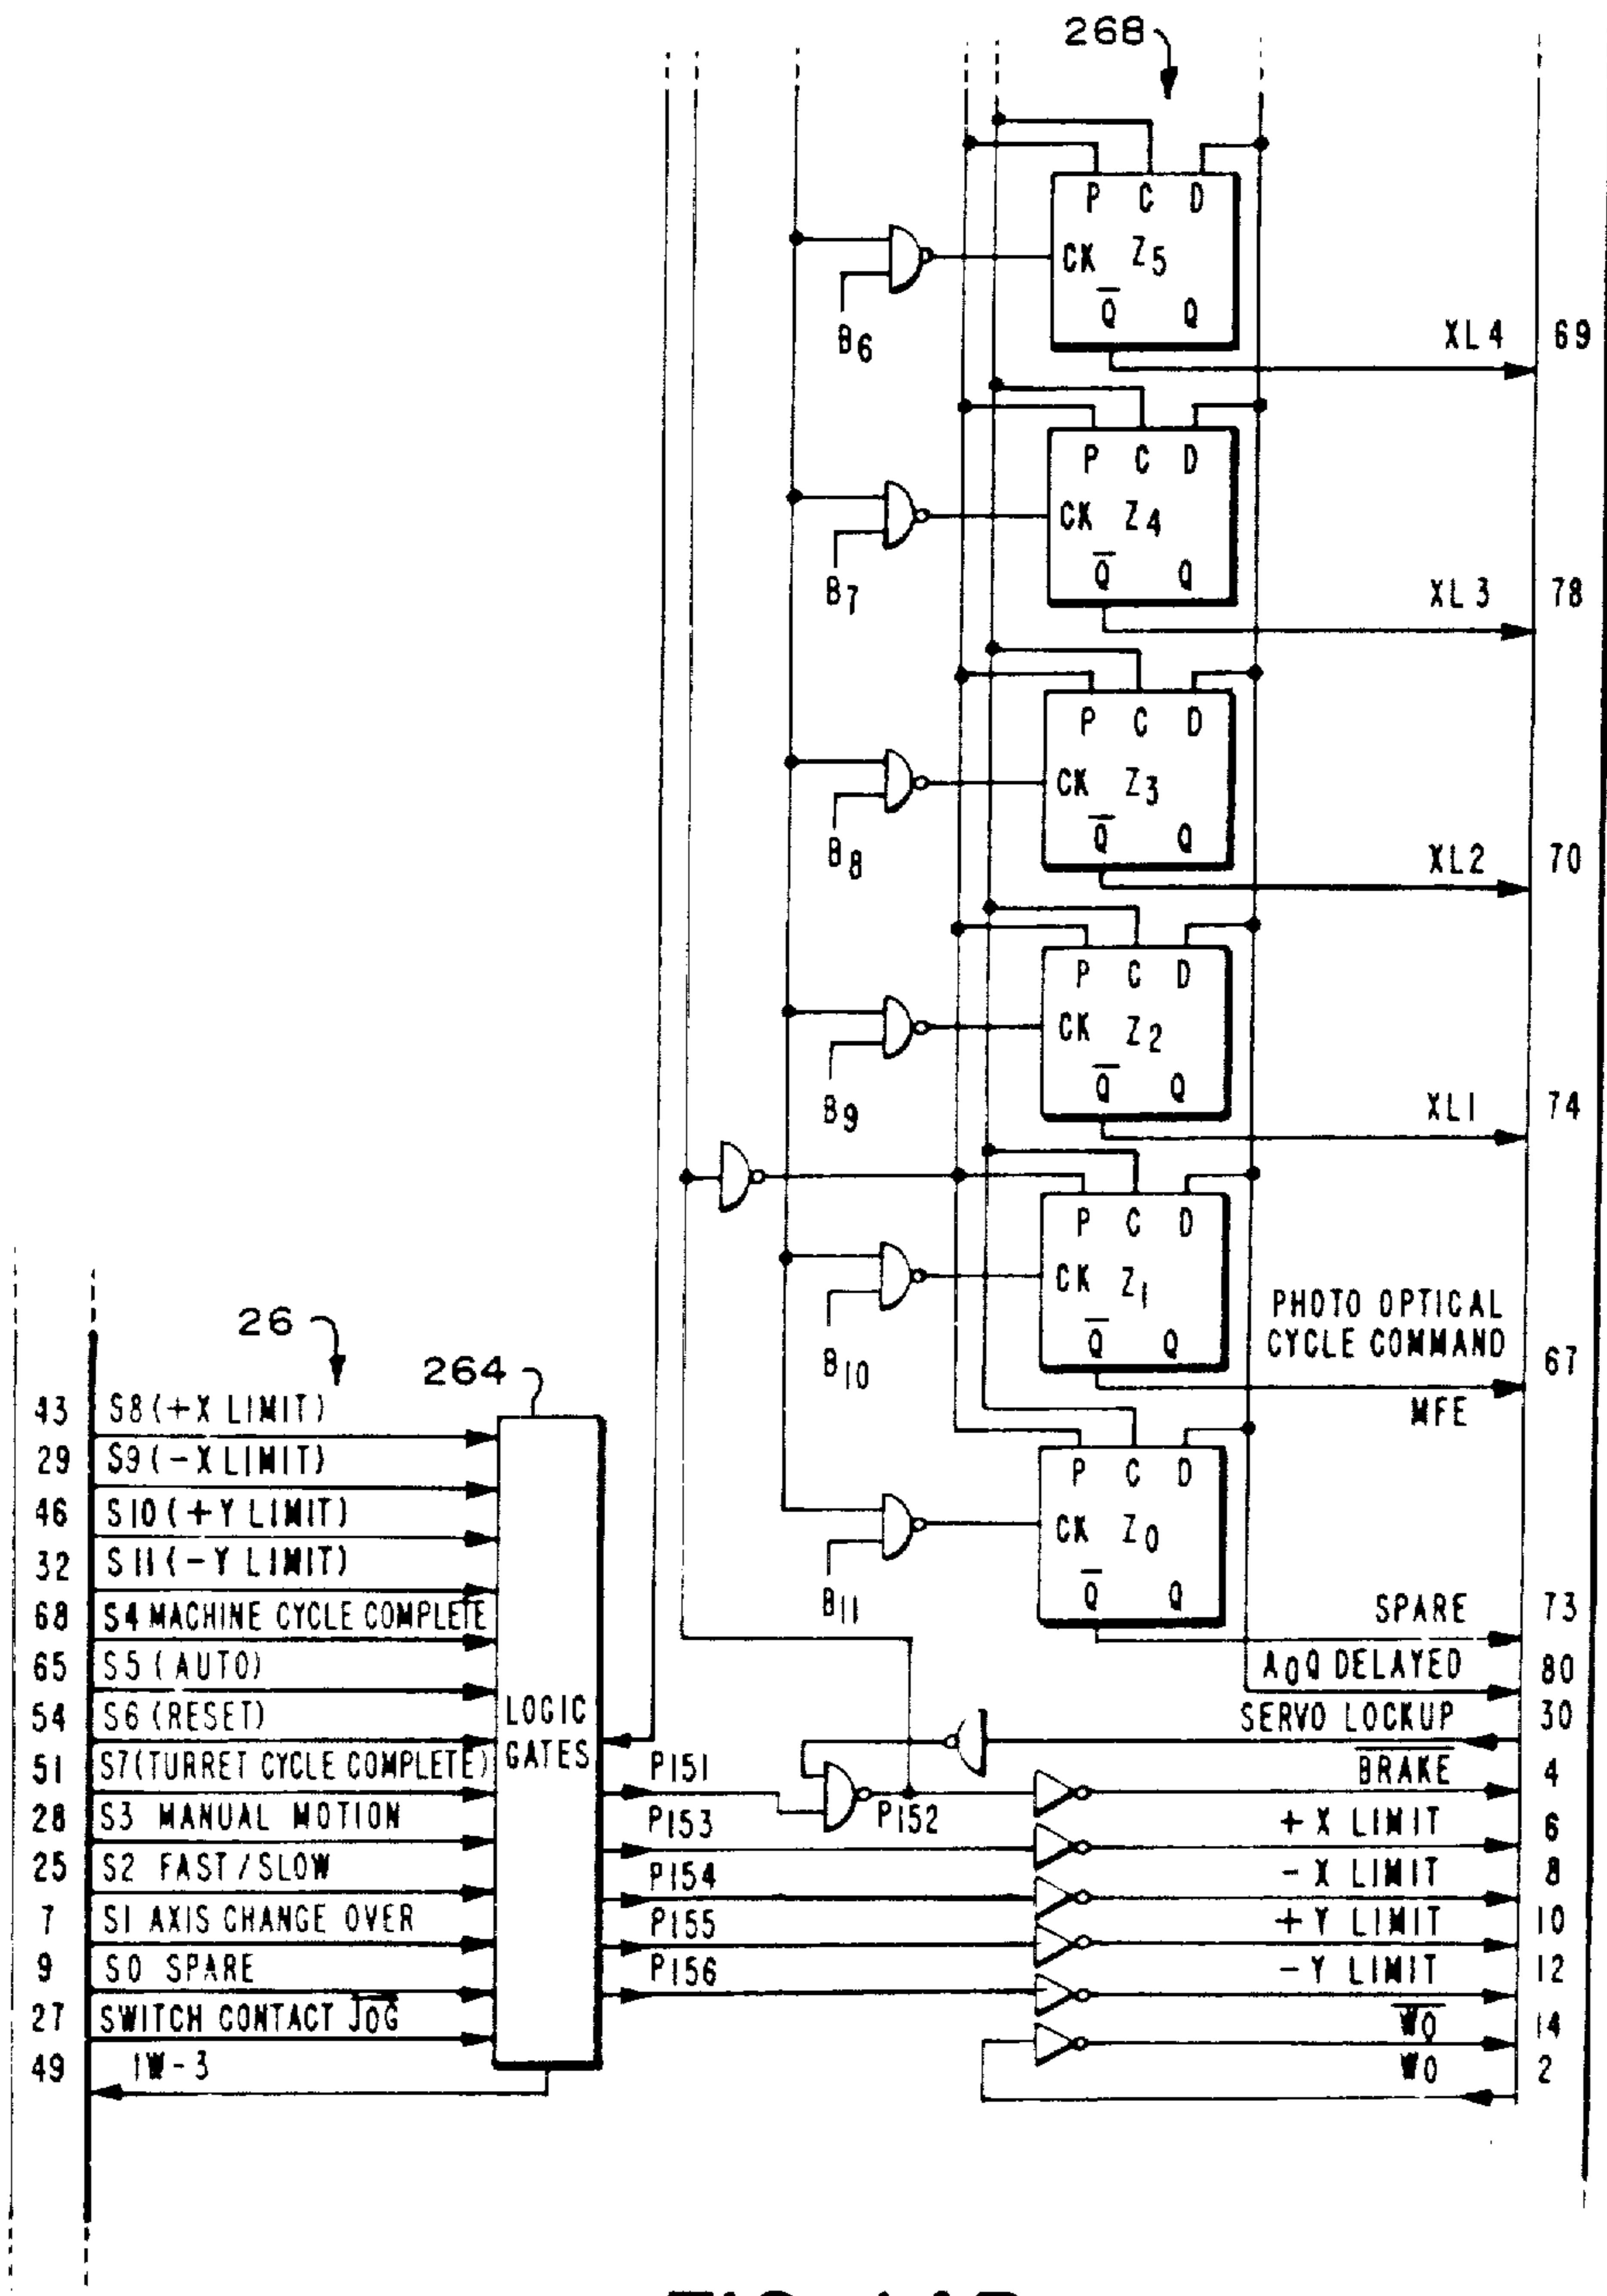 268
P C D
CK Z5
Q̅ Q
B6
XL4 69
P C D
CK Z4
Q̅ Q
B7
XL3 78
P C D
CK Z3
Q̅ Q
B8
XL2 70
P C D
CK Z2
Q̅ Q
B9
XL1 74
P C D
CK Z1
Q̅ Q
B10
PHOTO OPTICAL
CYCLE COMMAND
67
MFE
P C D
CK Z0
Q̅ Q
B11
SPARE 73
A0Q DELAYED 80
SERVO LOCKUP 30
B̅R̅A̅K̅E̅ 4
+X LIMIT 6
-X LIMIT 8
+Y LIMIT 10
-Y LIMIT 12
W̅0̅ 14
W0 2
26
264
43 S8 (+X LIMIT)
29 S9 (-X LIMIT)
46 S10 (+Y LIMIT)
32 S11 (-Y LIMIT)
68 S4 MACHINE CYCLE COMPLETE
65 S5 (AUTO)
54 S6 (RESET)
51 S7 (TURRET CYCLE COMPLETE)
28 S3 MANUAL MOTION
25 S2 FAST/SLOW
7 S1 AXIS CHANGE OVER
9 S0 SPARE
27 SWITCH CONTACT J̅O̅G̅
49 IW-3
LOGIC
GATES
P151
P152
P153
P154
P155
P156